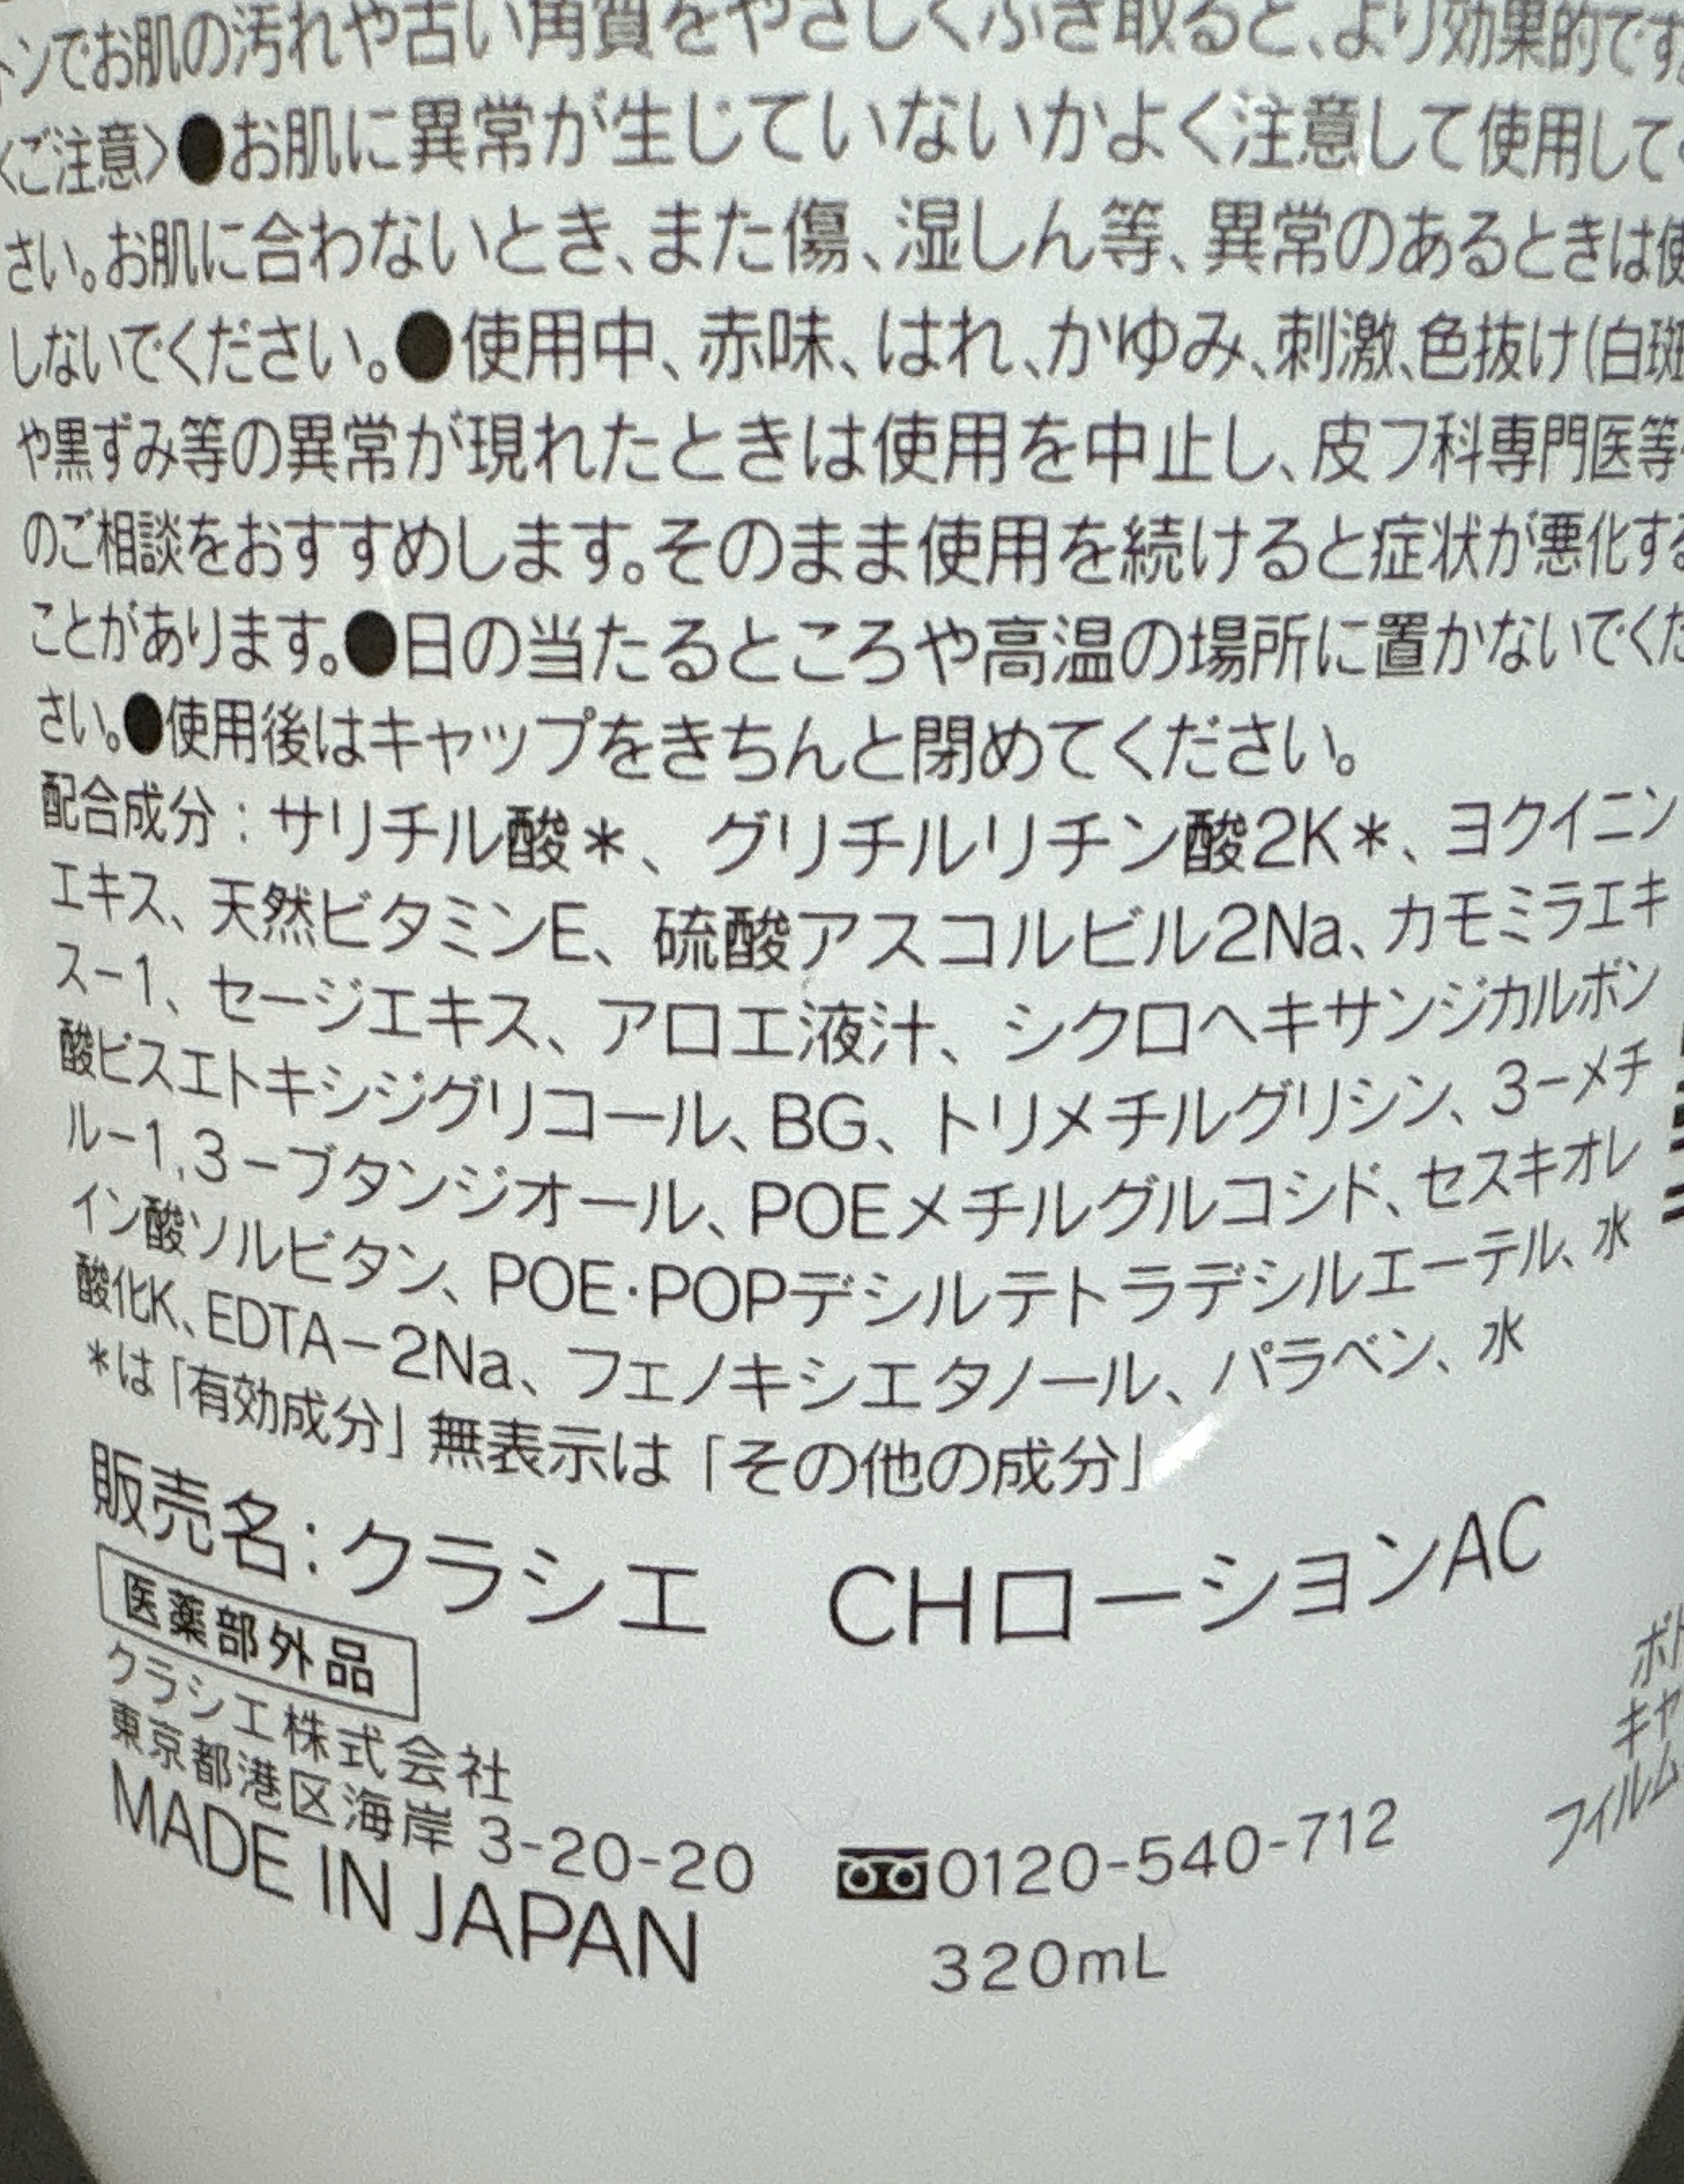 トンでお肌の汚れや古い角質をやさしくふき取ると、より効果的です。
〈ご注意〉●お肌に異常が生じていないかよく注意して使用して
さい。お肌に合わないとき、また傷、湿しん等、異常のあるときは使
しないでください。●使用中、赤味、はれ、かゆみ、刺激、色抜け(白斑
や黒ずみ等の異常が現れたときは使用を中止し、皮フ科専門医等
のご相談をおすすめします。そのまま使用を続けると症状が悪化する
ことがあります。●日の当たるところや高温の場所に置かないでくだ
さい。●使用後はキャップをきちんと閉めてください。
配合成分：サリチル酸＊、グリチルリチン酸2K＊、ヨクイニン
エキス、天然ビタミンE、硫酸アスコルビル2Na、カモミラエキ
スー1、セージエキス、アロエ液汁、シクロヘキサンジカルボン
酸ビスエトキシジグリコール、BG、トリメチルグリシン、3ーメチ
ルー1,3ーブタンジオール、POEメチルグルコシド、セスキオレ
イン酸ソルビタン、POE･POPデシルテトラデシルエーテル、水
酸化K、EDTAー2Na、フェノキシエタノール、パラベン、水
＊は「有効成分」無表示は「その他の成分」
販売名：クラシエ　CHローションAC
医薬部外品
クラシエ株式会社
東京都港区海岸 3-20-20 0120-540-712
MADE IN JAPAN 320mL
ボト
キャ
フィルム